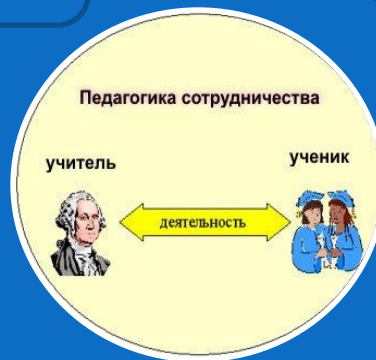 Педагогика сотрудничества
учитель
ученик
деятельность